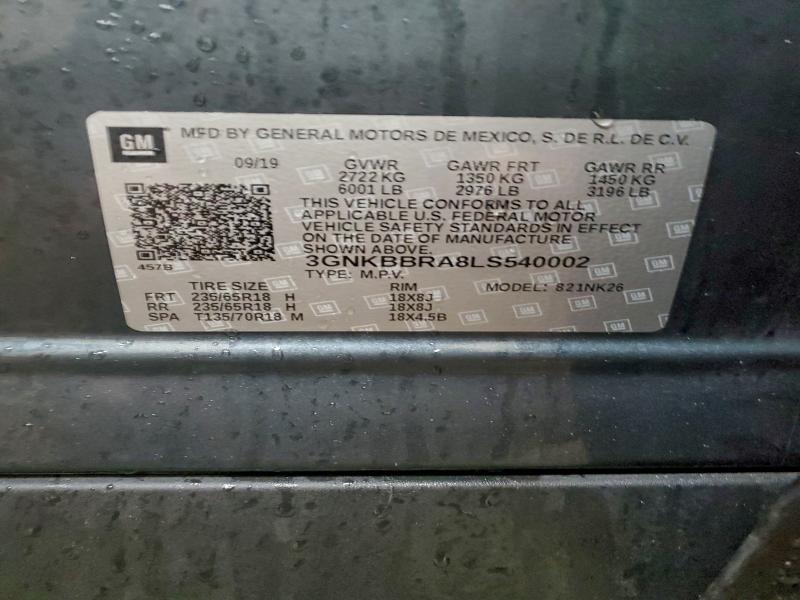 GM MFD BY GENERAL MOTORS DE MEXICO, S. DE R.L. DE C.V.
09/19 GVWR GAWR FRT GAWR RR
2722 KG 1350 KG 1450 KG
6001 LB 2976 LB 3196 LB
THIS VEHICLE CONFORMS TO ALL
APPLICABLE U.S. FEDERAL MOTOR
VEHICLE SAFETY STANDARDS IN EFFECT
ON THE DATE OF MANUFACTURE
SHOWN ABOVE.
457B 3GNKBBRA8LS540002
TYPE: M.P.V. MODEL: 821NK26
TIRE SIZE RIM
FRT 235/65R18 H 18X8J
RR 235/65R18 H 18X8J
SPA T135/70R18 M 18X4.5B